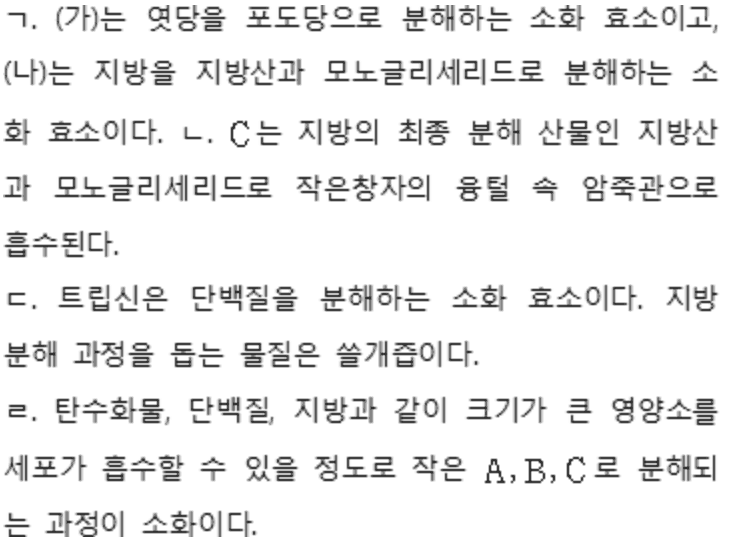 ㄱ. (가)는 엿당을 포도당으로 분해하는 소화 효소이고,
(나)는 지방을 지방산과 모노글리세리드로 분해하는 소
화 효소이다. ㄴ. C는 지방의 최종 분해 산물인 지방산
과 모노글리세리드로 작은창자의 융털 속 암죽관으로
흡수된다.
ㄷ. 트립신은 단백질을 분해하는 소화 효소이다. 지방
분해 과정을 돕는 물질은 쓸개즙이다.
ㄹ. 탄수화물, 단백질, 지방과 같이 크기가 큰 영양소를
세포가 흡수할 수 있을 정도로 작은 A, B, C로 분해되
는 과정이 소화이다.